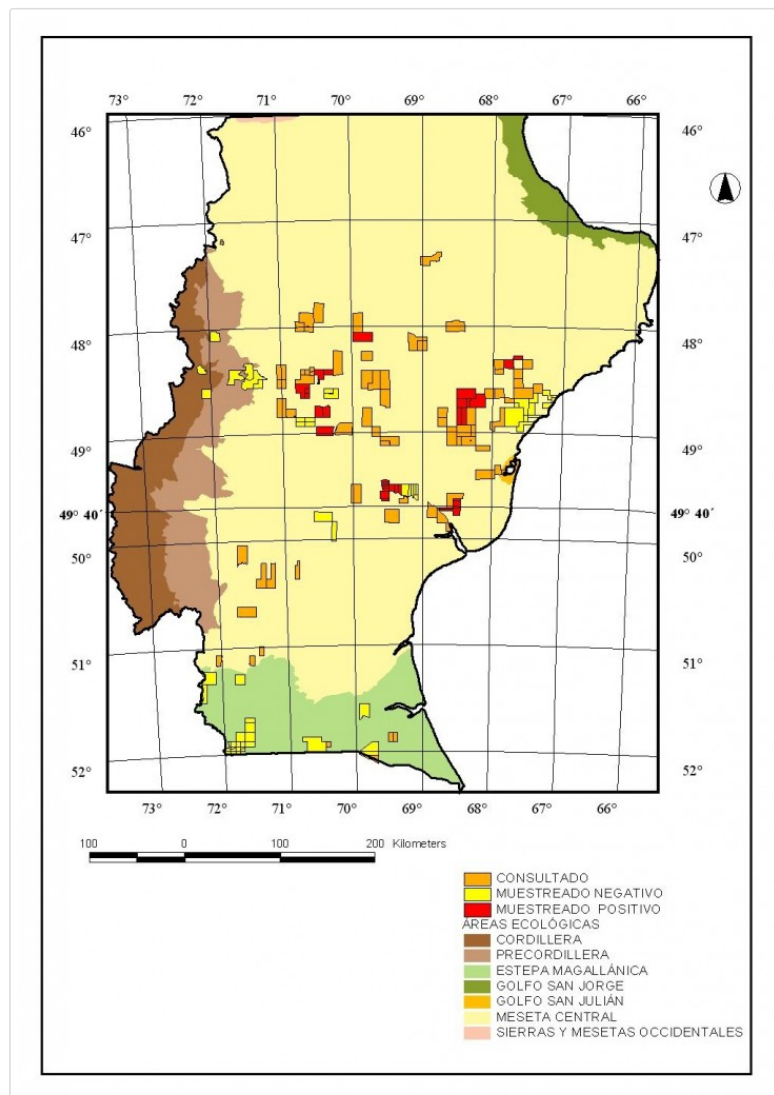 73° 72° 71° 70° 69° 68° 67° 66°
46° 46°
47° 47°
48° 48°
49° 49°
49° 40´ 49° 40´
50° 50°
51° 51°
52° 52°
73° 72° 71° 70° 69° 68° 67° 66°
100 0 100 200 Kilometers
CONSULTADO
MUESTREADO NEGATIVO
MUESTREADO POSITIVO
ÁREAS ECOLÓGICAS
CORDILLERA
PRECORDILLERA
ESTEPA MAGALLÁNICA
GOLFO SAN JORGE
GOLFO SAN JULIÁN
MESETA CENTRAL
SIERRAS Y MESETAS OCCIDENTALES